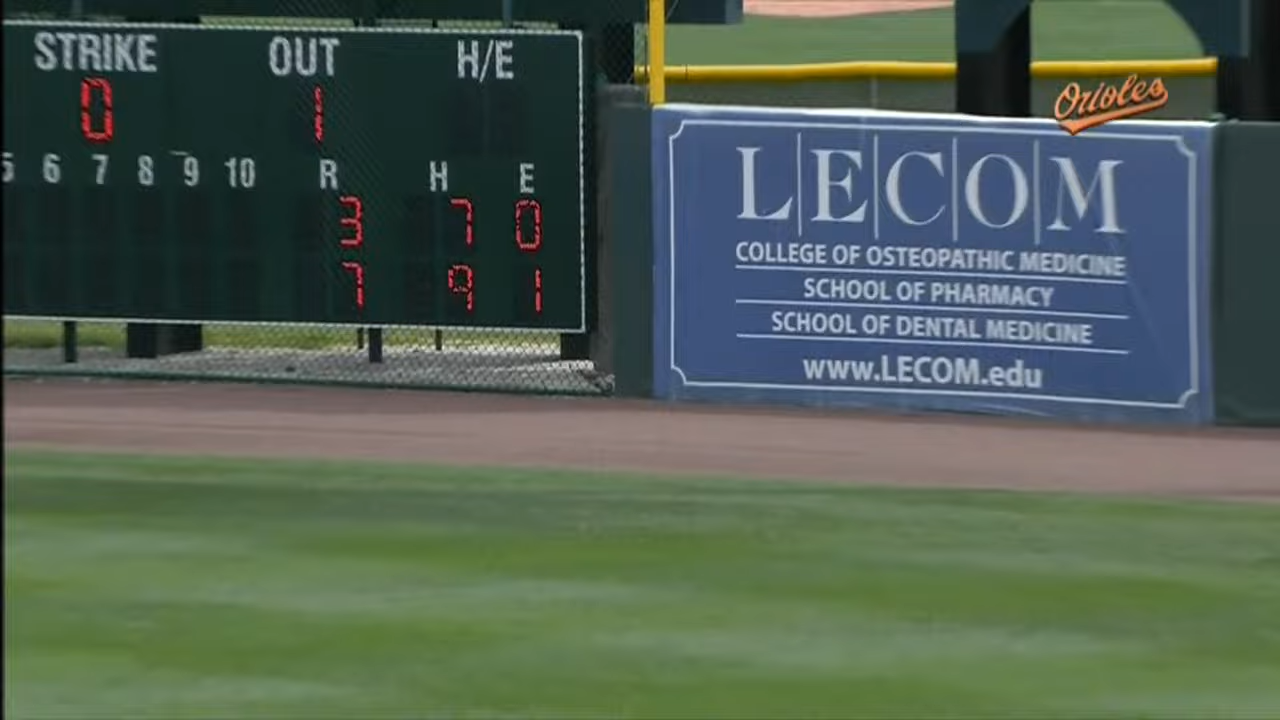 STRIKE OUT H/E
0 1
5 6 7 8 9 10 R H E
3 7 0
7 9 1
Orioles
LECOM
COLLEGE OF OSTEOPATHIC MEDICINE
SCHOOL OF PHARMACY
SCHOOL OF DENTAL MEDICINE
www.LECOM.edu